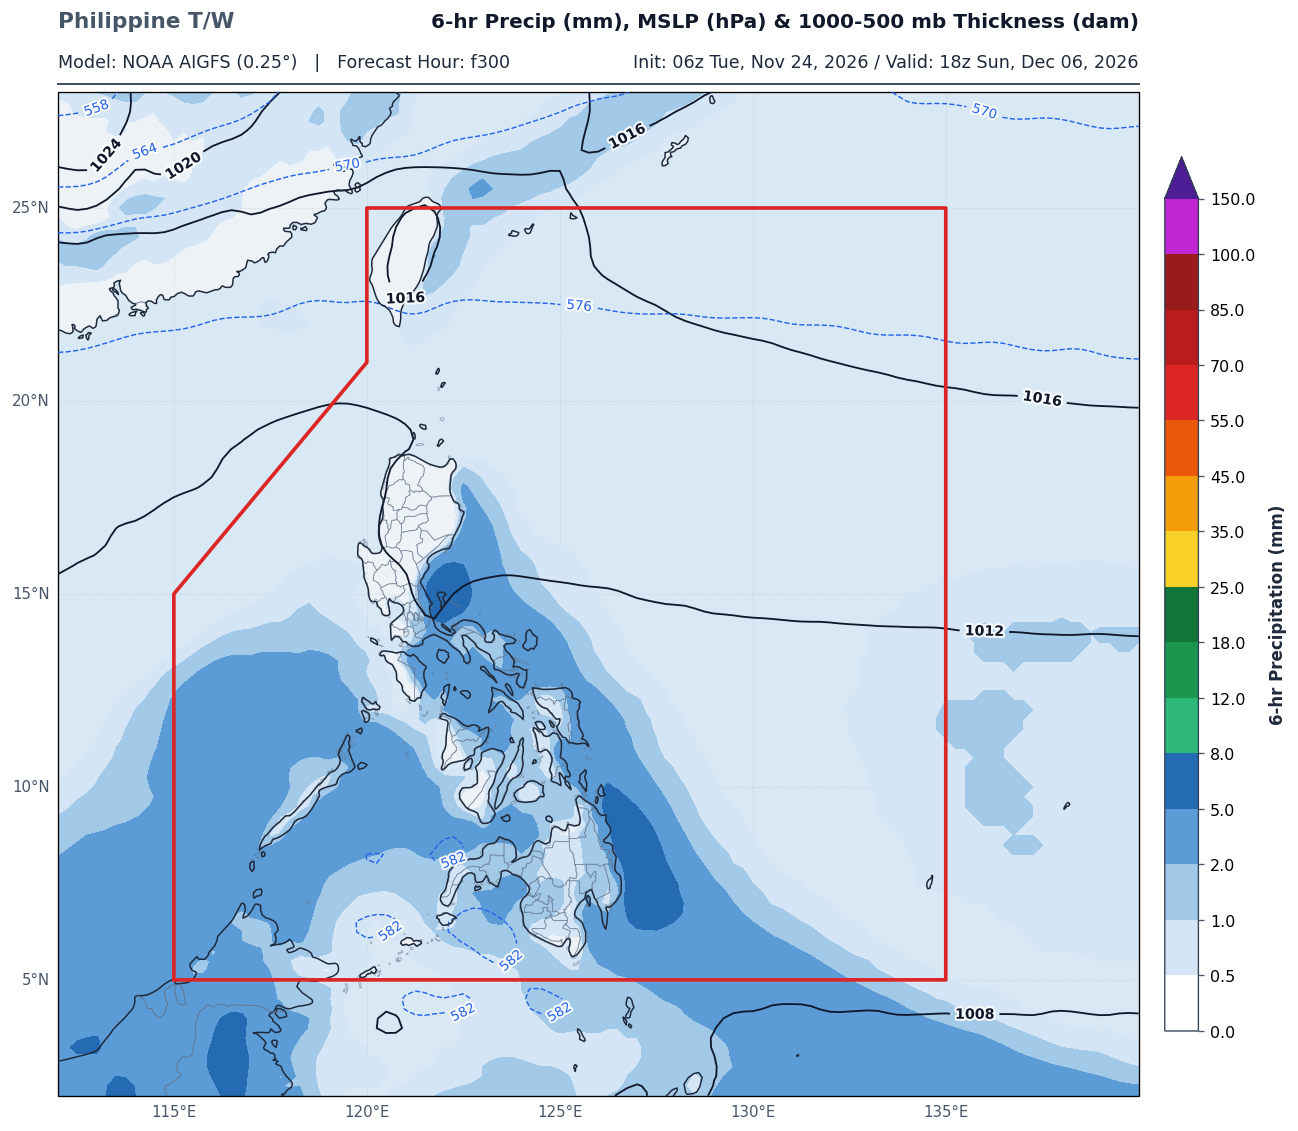 Philippine T/W
6-hr Precip (mm), MSLP (hPa) & 1000-500 mb Thickness (dam)
Model: NOAA AIGFS (0.25°) | Forecast Hour: f300
Init: 06z Tue, Nov 24, 2026 / Valid: 18z Sun, Dec 06, 2026
558
1024
564
1020
570
1016
570
1016
576
1016
1012
582
582
582
582
582
1008
25°N
20°N
15°N
10°N
5°N
115°E
120°E
125°E
130°E
135°E
150.0
100.0
85.0
70.0
55.0
45.0
35.0
25.0
18.0
12.0
8.0
5.0
2.0
1.0
0.5
0.0
6-hr Precipitation (mm)